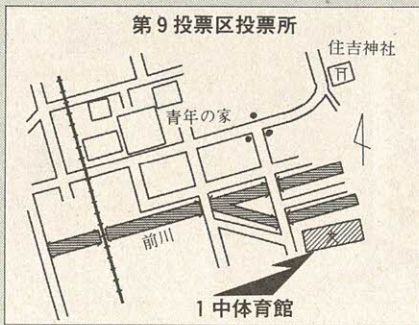 第9投票区投票所
住吉神社
青年の家
前川
文
1中体育館